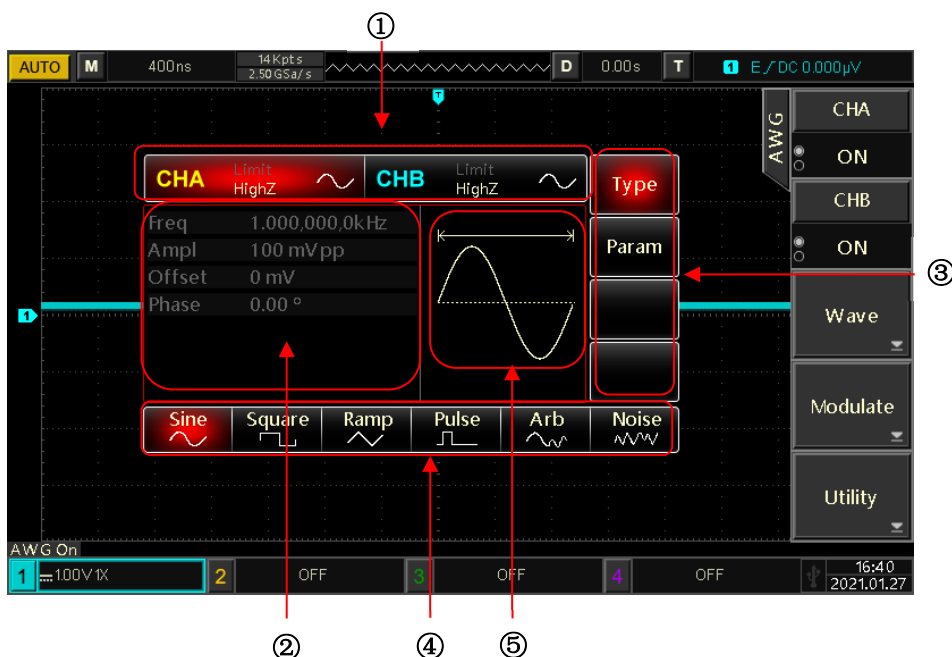 ①
AUTO M 400ns 14Kpts D 0.00s T 1 E DC 0.000μV
2.50GSa/s
AWG
CHA
ON
CHB
ON
Wave
Modulate
Utility
CHA Limit CHB Limit
HighZ HighZ
Type
Param
Freq 1.000,000,0kHz
Ampl 100 mVpp
Offset 0 mV
Phase 0.00 °
③
1
Sine Square Ramp Pulse Arb Noise
AWG On
1 1.00V 1X 2 OFF 3 OFF 4 OFF 16:40
2021.01.27
② ④ ⑤